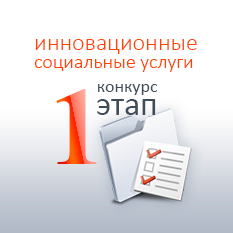 инновационные
социальные услуги
конкурс
1 этап